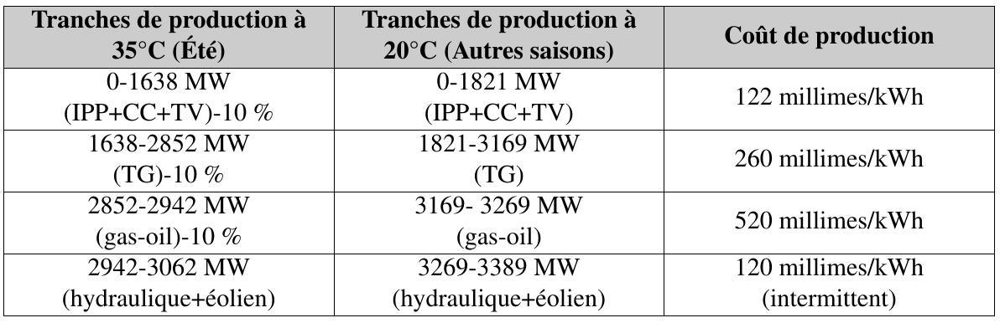 Tranches de production à
35°C (Été)
Tranches de production à
20°C (Autres saisons)
Coût de production
0-1638 MW
(IPP+CC+TV)-10 %
0-1821 MW
(IPP+CC+TV)
122 millimes/kWh
1638-2852 MW
(TG)-10 %
1821-3169 MW
(TG)
260 millimes/kWh
2852-2942 MW
(gas-oil)-10 %
3169- 3269 MW
(gas-oil)
520 millimes/kWh
2942-3062 MW
(hydraulique+éolien)
3269-3389 MW
(hydraulique+éolien)
120 millimes/kWh
(intermittent)